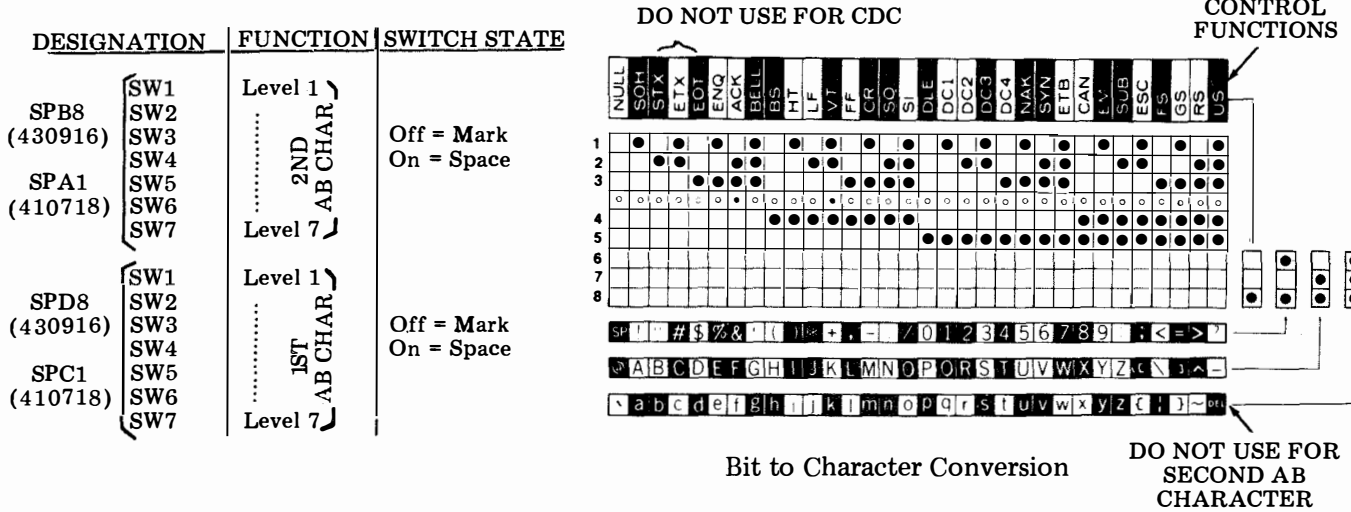 DESIGNATION FUNCTION SWITCH STATE
SPB8
(430916)
SPA1
(410718)
SW1
SW2
SW3
SW4
SW5
SW6
SW7
Level 1
2ND
AB CHAR
Level 7
Off = Mark
On = Space
SPD8
(430916)
SPC1
(410718)
SW1
SW2
SW3
SW4
SW5
SW6
SW7
Level 1
1ST
AB CHAR
Level 7
Off = Mark
On = Space
DO NOT USE FOR CDC
CONTROL
FUNCTIONS
NULL SOH STX ETX EOT ENQ ACK BELL BS HT LF VT FF CR SO SI DLE DC1 DC2 DC3 DC4 NAK SYN ETB CAN EM SUB ESC FS GS RS US
1
2
3
4
5
6
7
8
SP ! " # $ % & ' ( ) + , - / 0 1 2 3 4 5 6 7 8 9 ; < = > ?
@ A B C D E F G H I J K L M N O P Q R S T U V W X Y Z [ \ ] ^ _
` a b c d e f g h i j k l m n o p q r s t u v w x y z { ¦ } ~ DEL
Bit to Character Conversion
DO NOT USE FOR
SECOND AB
CHARACTER